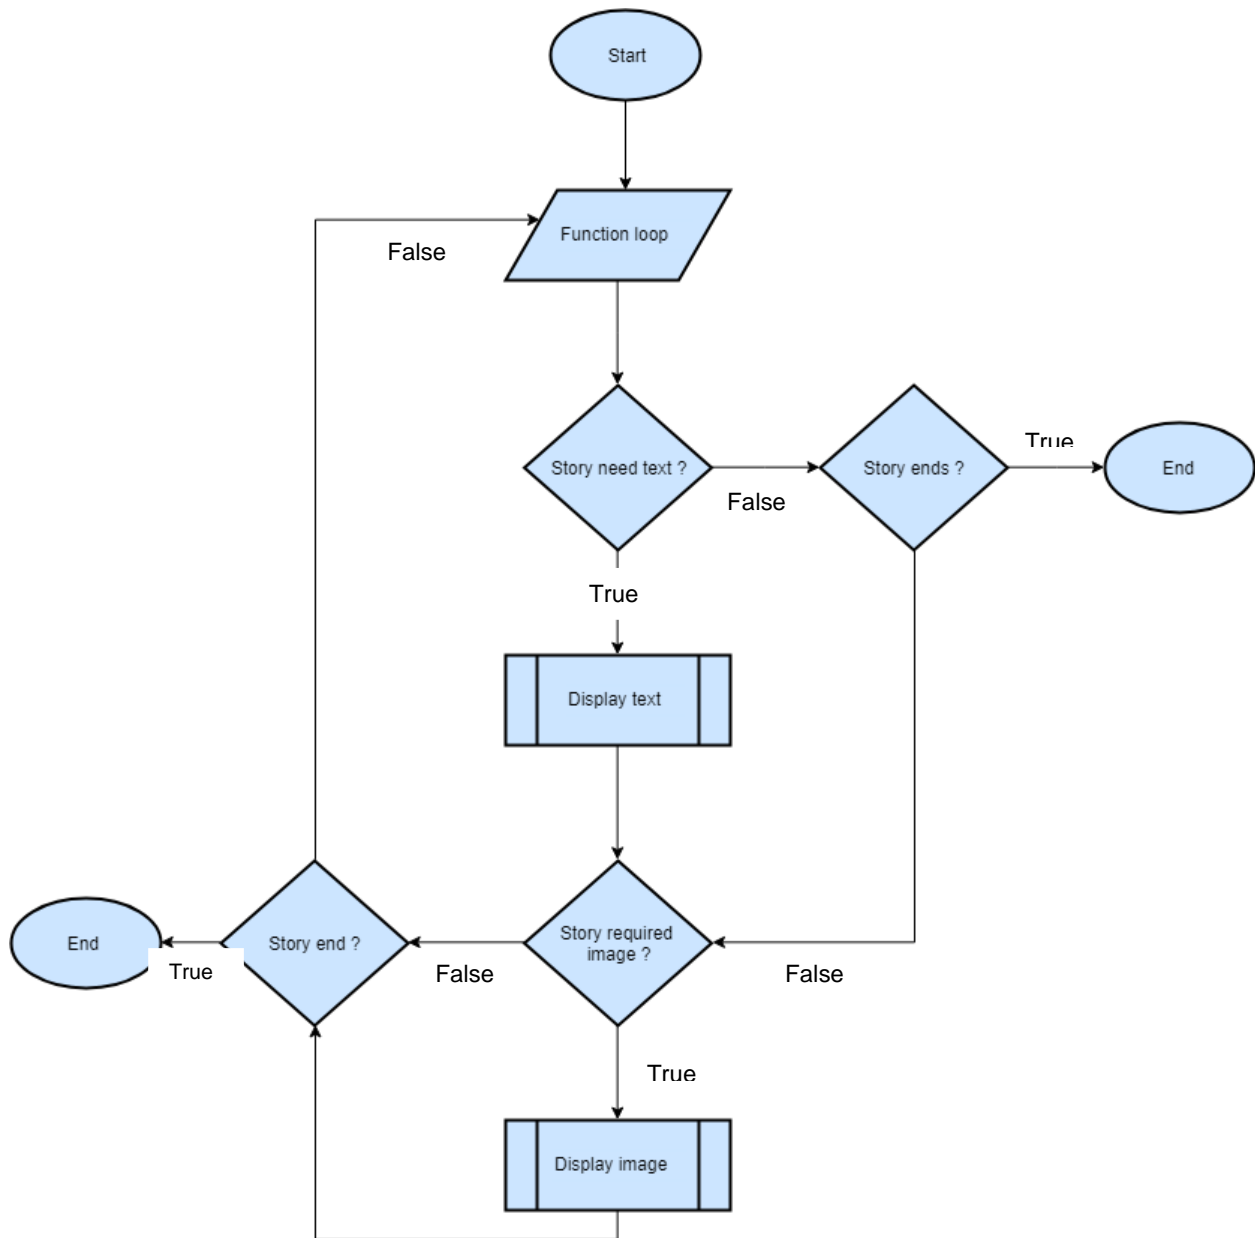 Start
Function loop
False
Story need text ?
False
Story ends ?
True
End
True
Display text
End
True
Story end ?
False
Story required
image ?
False
True
Display image